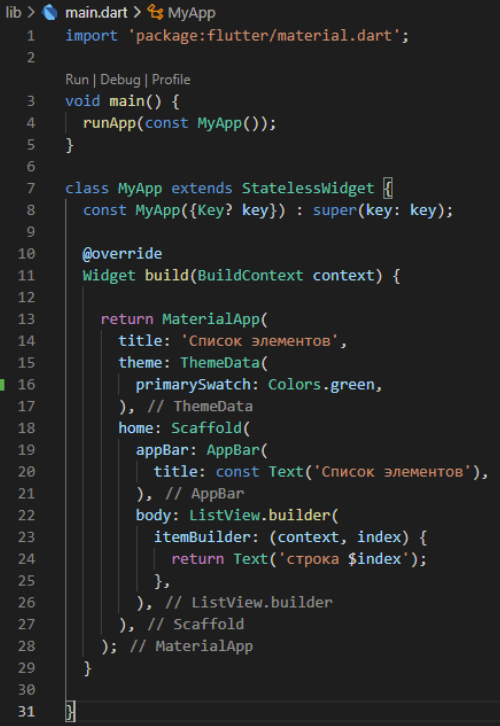 lib > main.dart > MyApp
1 import 'package:flutter/material.dart';
2
Run | Debug | Profile
3 void main() {
4   runApp(const MyApp());
5 }
6
7 class MyApp extends StatelessWidget {
8   const MyApp({Key? key}) : super(key: key);
9
10   @override
11   Widget build(BuildContext context) {
12
13     return MaterialApp(
14       title: 'Список элементов',
15       theme: ThemeData(
16         primarySwatch: Colors.green,
17       ), // ThemeData
18       home: Scaffold(
19         appBar: AppBar(
20           title: const Text('Список элементов'),
21         ), // AppBar
22         body: ListView.builder(
23           itemBuilder: (context, index) {
24             return Text('строка $index');
25           },
26         ), // ListView.builder
27       ), // Scaffold
28     ); // MaterialApp
29   }
30
31 }